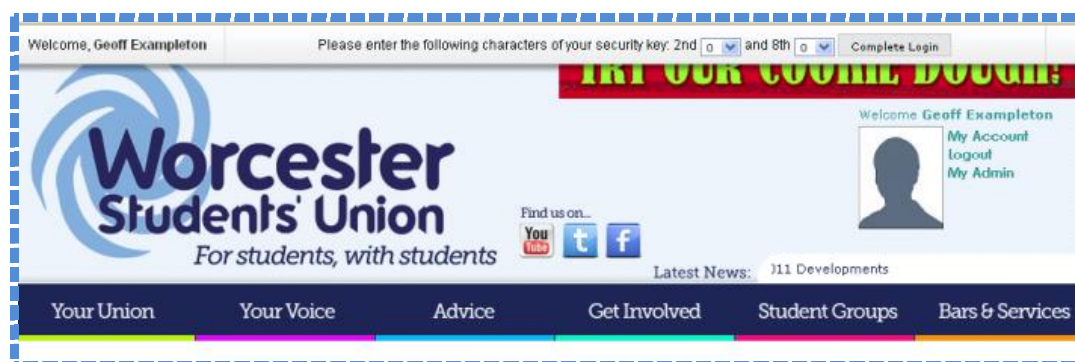 Welcome, Geoff Exampleton
Please enter the following characters of your security key: 2nd 0 and 8th 0 Complete Login
TRY OUR COOKIE DOUGH!
Welcome Geoff Exampleton
My Account
logout
My Admin
Worcester
Students' Union
For students, with students
Find us on...
You
Tube
t f
Latest News: 011 Developments
Your Union Your Voice Advice Get Involved Student Groups Bars & Services